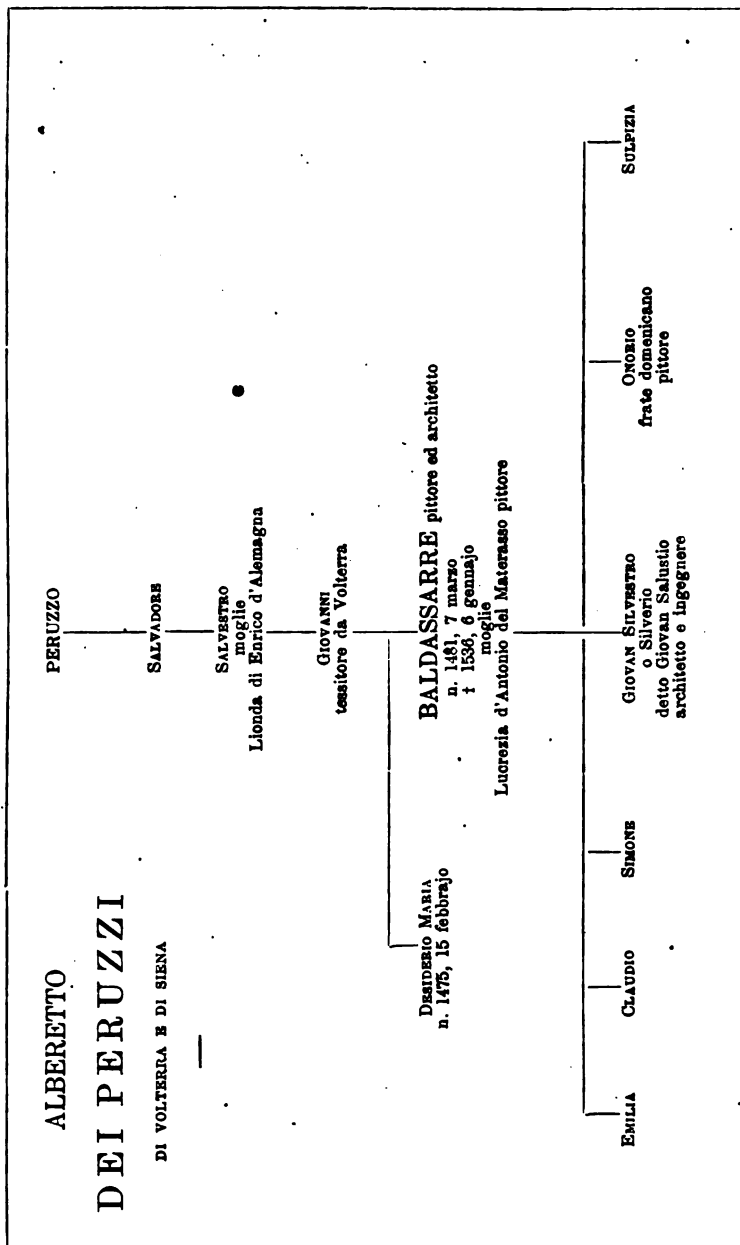 ALBERETTO
DEI PERUZZI
DI VOLTERRA E DI SIENA
PERUZZO
SALVADORE
SALVESTRO
moglie
Lionda di Enrico d'Alemagna
GIOVANNI
tessitore da Volterra
DESIDERIO MARIA
n. 1475, 15 febbrajo
BALDASSARRE pittore ed architetto
n. 1481, 7 marzo
† 1536, 6 gennajo
moglie
Lucrezia d'Antonio del Materasso pittore
EMILIA
CLAUDIO
SIMONE
GIOVAN SILVESTRO
o Silverio
detto Giovan Salustio
architetto e ingegnere
ONORIO
frate domenicano
pittore
SULPIZIA